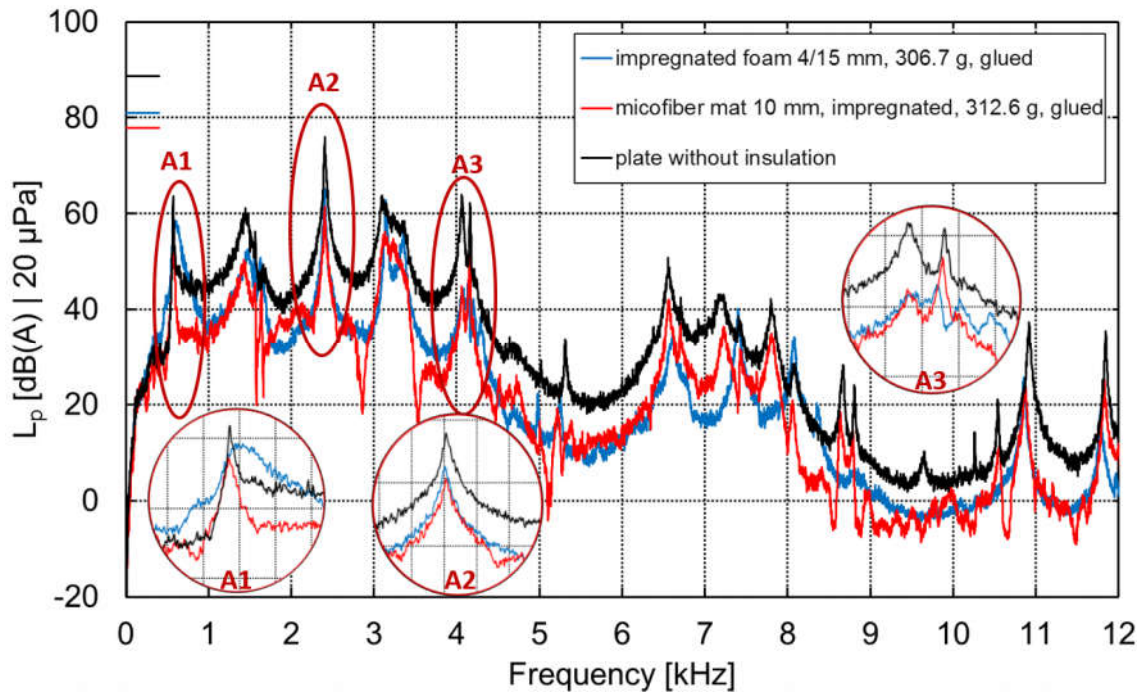 100
80
60
40
20
0
-20
Lp [dB(A) | 20 µPa]
A1
A2
A3
impregnated foam 4/15 mm, 306.7 g, glued
micofiber mat 10 mm, impregnated, 312.6 g, glued
plate without insulation
A3
A1
A2
0 1 2 3 4 5 6 7 8 9 10 11 12
Frequency [kHz]